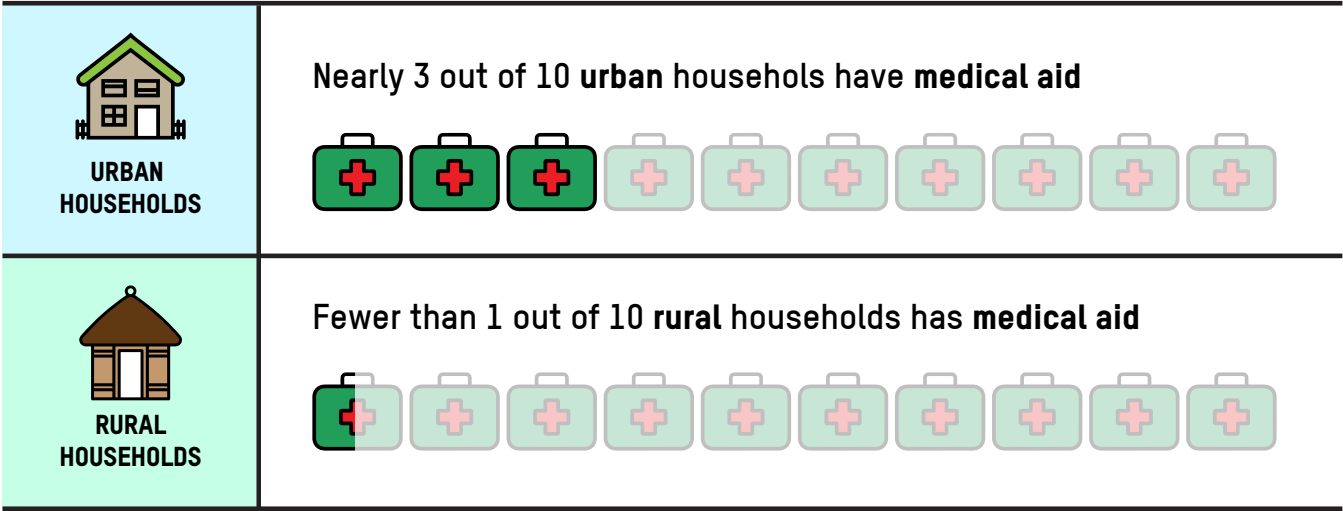 Nearly 3 out of 10 urban househols have medical aid
URBAN
HOUSEHOLDS
Fewer than 1 out of 10 rural households has medical aid
RURAL
HOUSEHOLDS